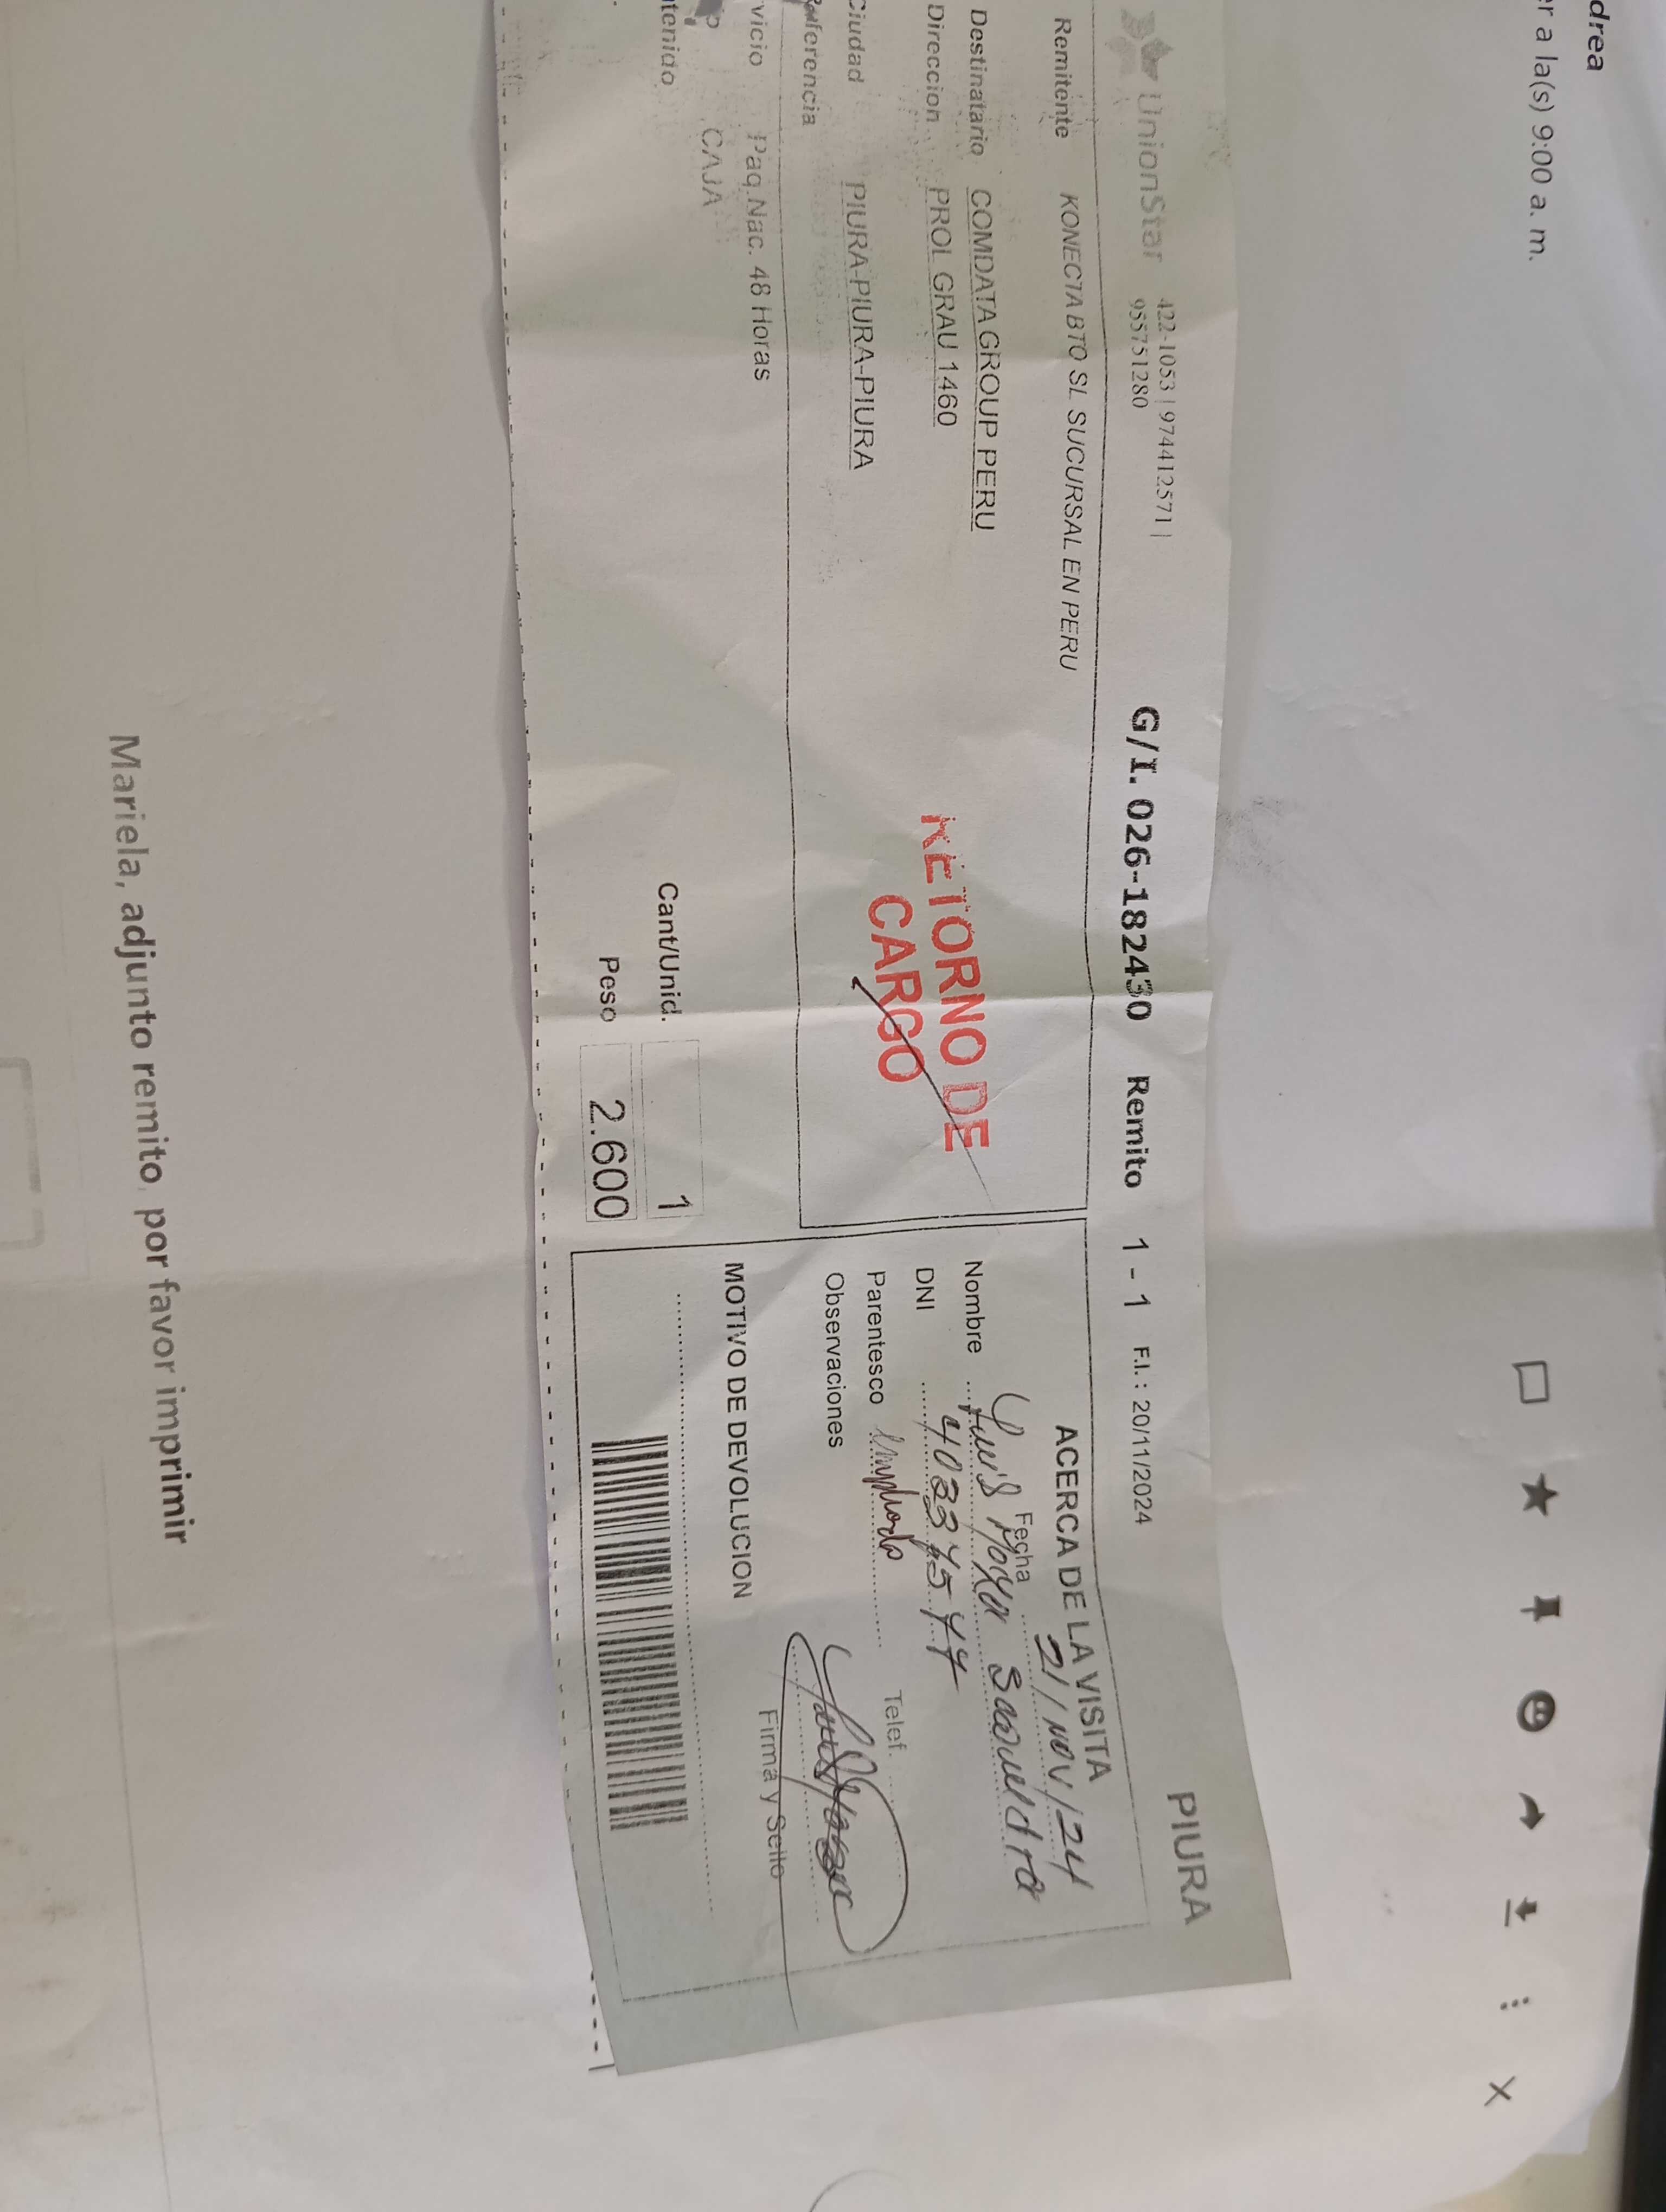 drea
er a la(s) 9:00 a. m.
PIURA
UnionStar 422-1053 | 974412571 |
955751280
G/I. 026-182430 Remito 1 - 1 F.I. : 20/11/2024
Remitente KONECTA BTO SL SUCURSAL EN PERU
Destinatario COMDATA GROUP PERU
Direccion PROL GRAU 1460
Ciudad PIURA-PIURA-PIURA
Referencia
RETORNO DE
CARGO
vicio Paq.Nac. 48 Horas
CAJA
tenido
Cant/Unid. 1
Peso 2.600
ACERCA DE LA VISITA
Fecha 21/NOV/24
Nombre Luis Moya Saavedra
DNI
Parentesco Empleado Telef.
Observaciones
Firma y Sello
MOTIVO DE DEVOLUCION
Mariela, adjunto remito, por favor imprimir